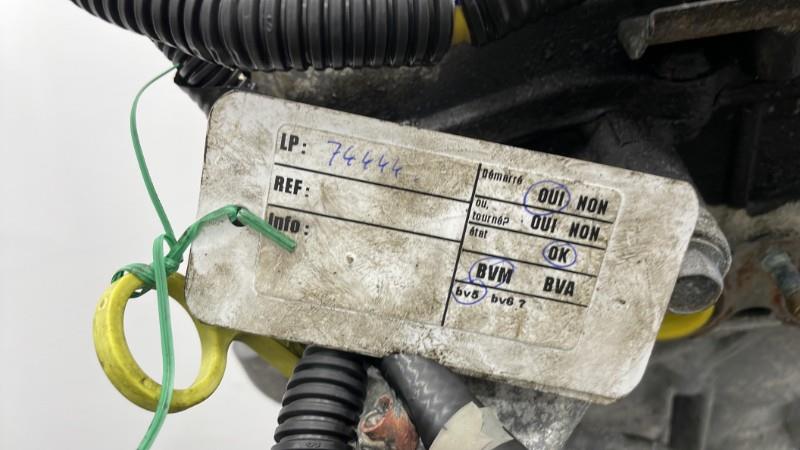 LP: 74444.
REF:
Info:
Démarré
OUI NON
ou,
tourné? OUI NON
état
OK
BVM BVA
bv5 bv6 ?